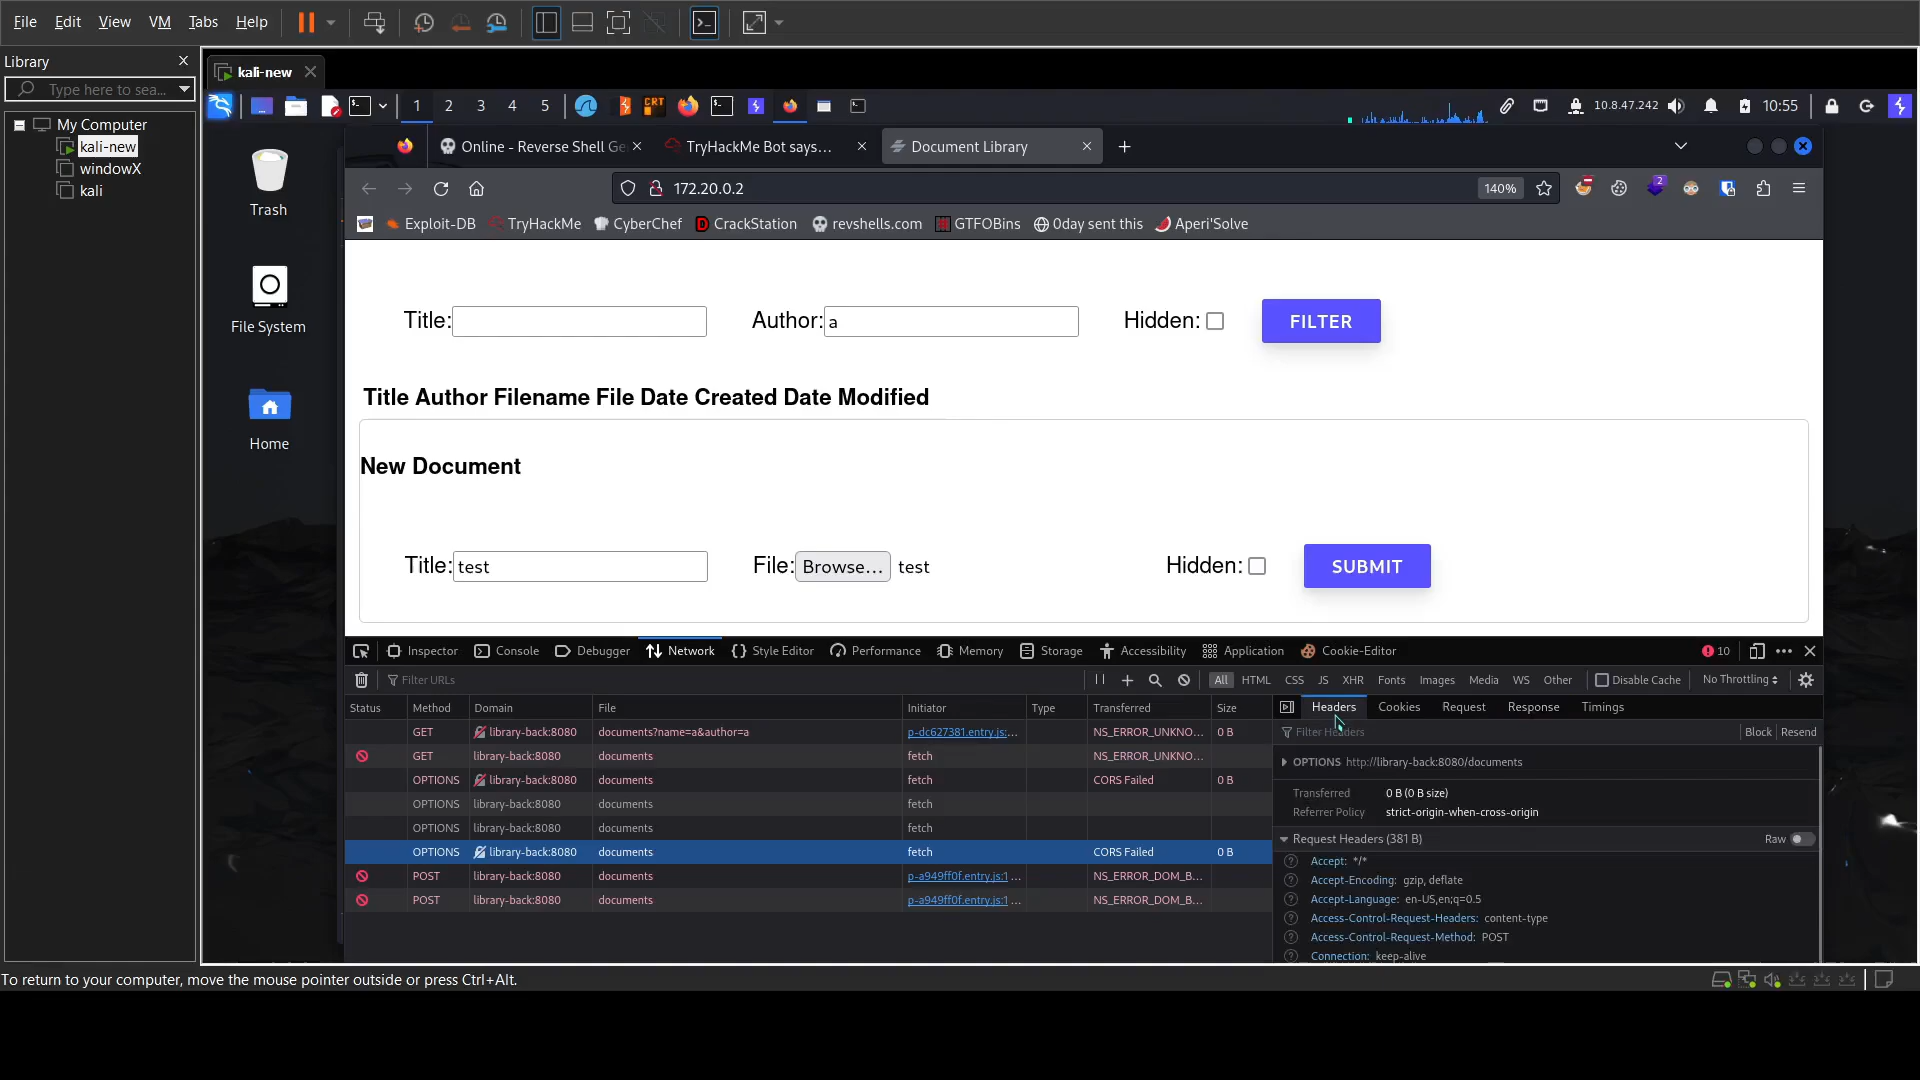 File Edit View VM Tabs Help
Library
Type here to sea...
My Computer
kali-new
windowX
kali
kali-new
1 2 3 4 5
CRT
10.8.47.242
10:55
Trash
File System
Home
Online - Reverse Shell Ge
TryHackMe Bot says...
Document Library
172.20.0.2
140%
2
Exploit-DB TryHackMe CyberChef CrackStation revshells.com GTFOBins 0day sent this Aperi'Solve
Title: Author: a Hidden: FILTER
Title Author Filename File Date Created Date Modified
New Document
Title: test File: Browse... test Hidden: SUBMIT
Inspector Console Debugger Network Style Editor Performance Memory Storage Accessibility Application Cookie-Editor 10
Filter URLs All HTML CSS JS XHR Fonts Images Media WS Other Disable Cache No Throttling
Status Method Domain File Initiator Type Transferred Size
GET library-back:8080 documents?name=a&author=a p-dc627381.entry.js:... NS_ERROR_UNKNO... 0 B
GET library-back:8080 documents fetch NS_ERROR_UNKNO...
OPTIONS library-back:8080 documents fetch CORS Failed 0 B
OPTIONS library-back:8080 documents fetch
OPTIONS library-back:8080 documents fetch
OPTIONS library-back:8080 documents fetch CORS Failed 0 B
POST library-back:8080 documents p-a949ff0f.entry.js:1 ... NS_ERROR_DOM_B...
POST library-back:8080 documents p-a949ff0f.entry.js:1 ... NS_ERROR_DOM_B...
Headers Cookies Request Response Timings
Filter Headers Block Resend
OPTIONS http://library-back:8080/documents
Transferred 0 B (0 B size)
Referrer Policy strict-origin-when-cross-origin
Request Headers (381 B) Raw
Accept: */*
Accept-Encoding: gzip, deflate
Accept-Language: en-US,en;q=0.5
Access-Control-Request-Headers: content-type
Access-Control-Request-Method: POST
Connection: keep-alive
To return to your computer, move the mouse pointer outside or press Ctrl+Alt.